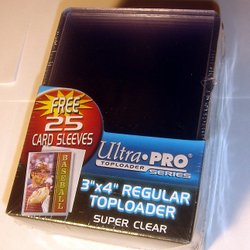 FREE
25
CARD SLEEVES
BASEBALL
Ultra•PRO
TOPLOADER
SERIES
3"x4" REGULAR
TOPLOADER
SUPER CLEAR